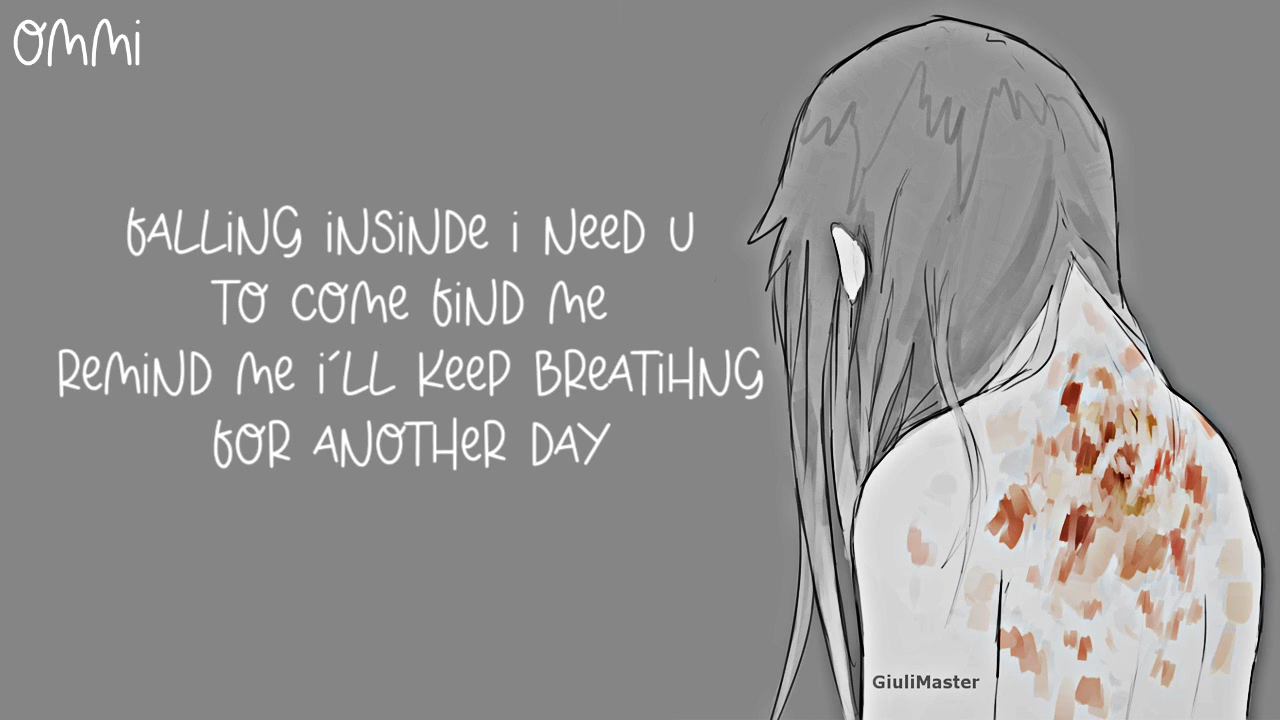 OMMi
FALLiNG iNSiNDe i NeeD U
TO COMe FiND Me
ReMiND Me i´LL KeeP BReATiHNG
FOR ANOTHeR DAY
GiuliMaster